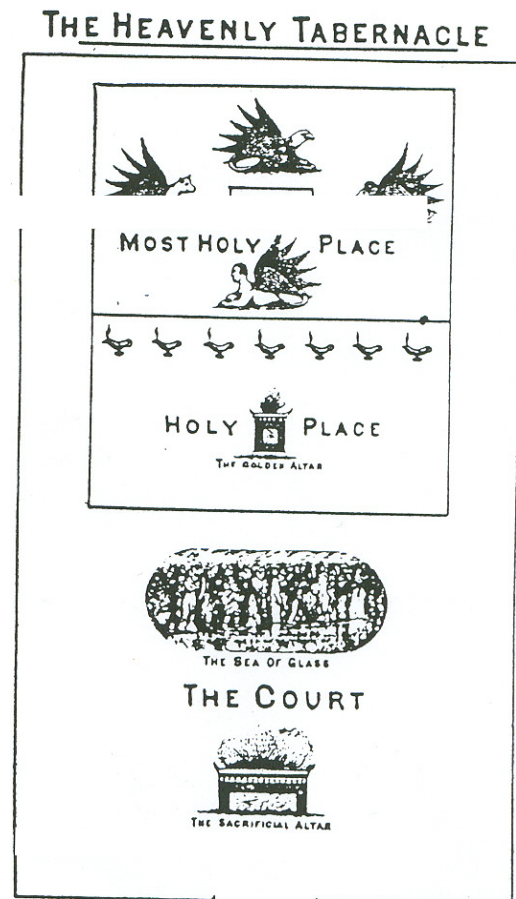 THE HEAVENLY TABERNACLE
MOST HOLY PLACE
HOLY PLACE
THE GOLDEN ALTAR
THE SEA OF GLASS
THE COURT
THE SACRIFICIAL ALTAR